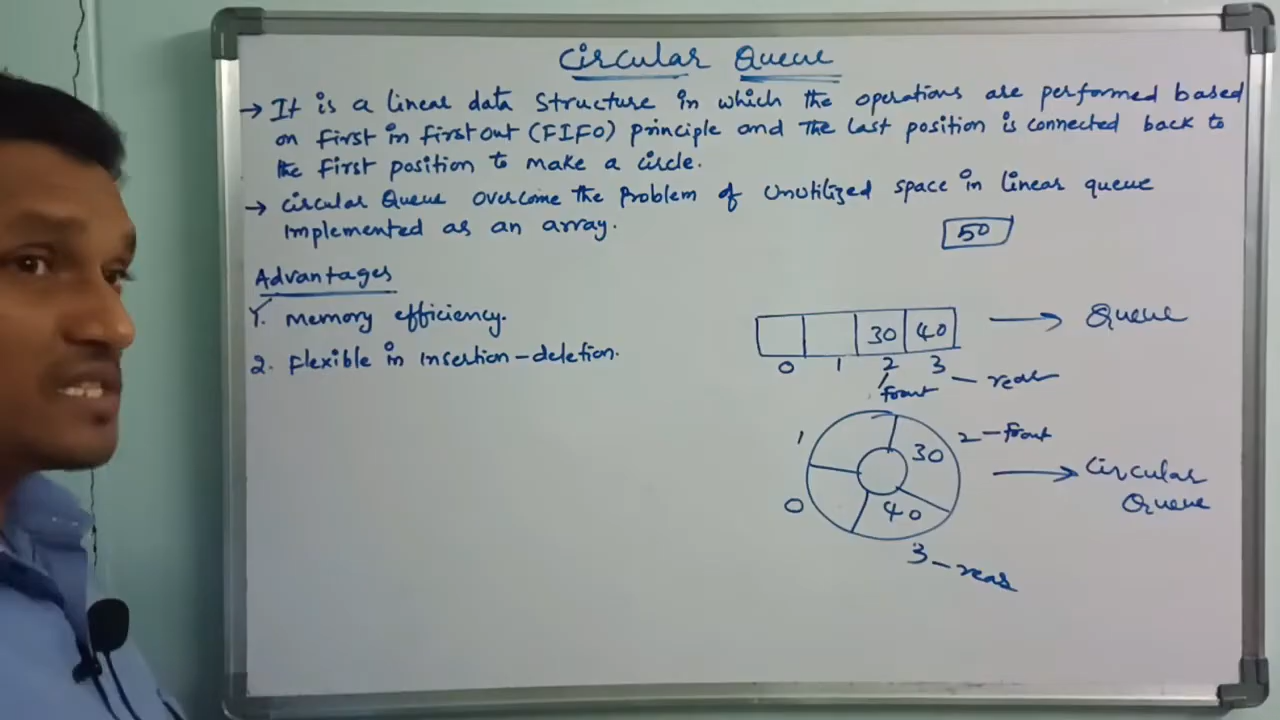 Circular Queue
→ It is a linear data structure in which the operations are performed based
on first in first out (FIFO) principle and the last position is connected back to
the first position to make a circle.
→ Circular Queue overcome the problem of unutilized space in linear queue
implemented as an array.
50
Advantages
1. Memory efficiency.
2. Flexible in insertion-deletion.
30 40 → Queue
0 1 2 3 - rear
front
1 30 2 - front
→ Circular
Queue
0 40
3 - rear